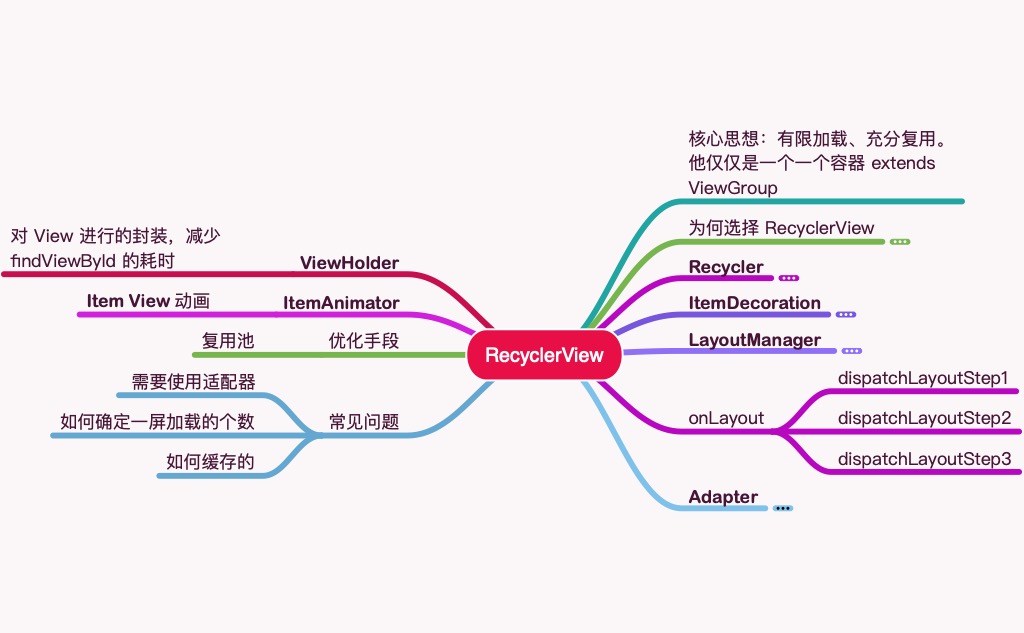 RecyclerView
核心思想：有限加载、充分复用。
他仅仅是一个一个容器 extends
ViewGroup
为何选择 RecyclerView
Recycler
ItemDecoration
LayoutManager
onLayout
dispatchLayoutStep1
dispatchLayoutStep2
dispatchLayoutStep3
Adapter
ViewHolder
对 View 进行的封装，减少
findViewById 的耗时
ItemAnimator
Item View 动画
优化手段
复用池
常见问题
需要使用适配器
如何确定一屏加载的个数
如何缓存的